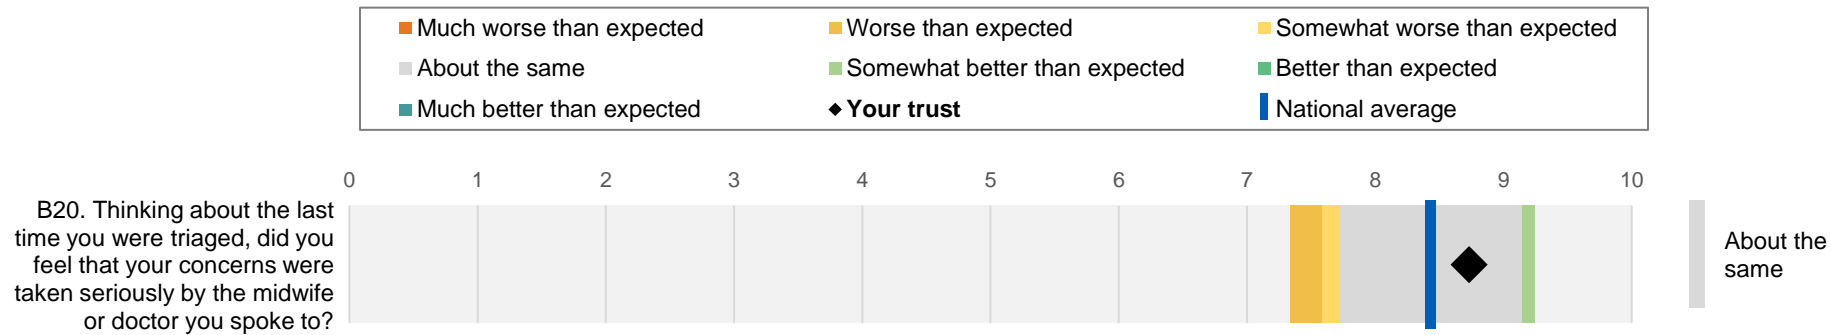 Much worse than expected
Worse than expected
Somewhat worse than expected
About the same
Somewhat better than expected
Better than expected
Much better than expected
Your trust
National average
0 1 2 3 4 5 6 7 8 9 10
B20. Thinking about the last
time you were triaged, did you
feel that your concerns were
taken seriously by the midwife
or doctor you spoke to?
About the
same